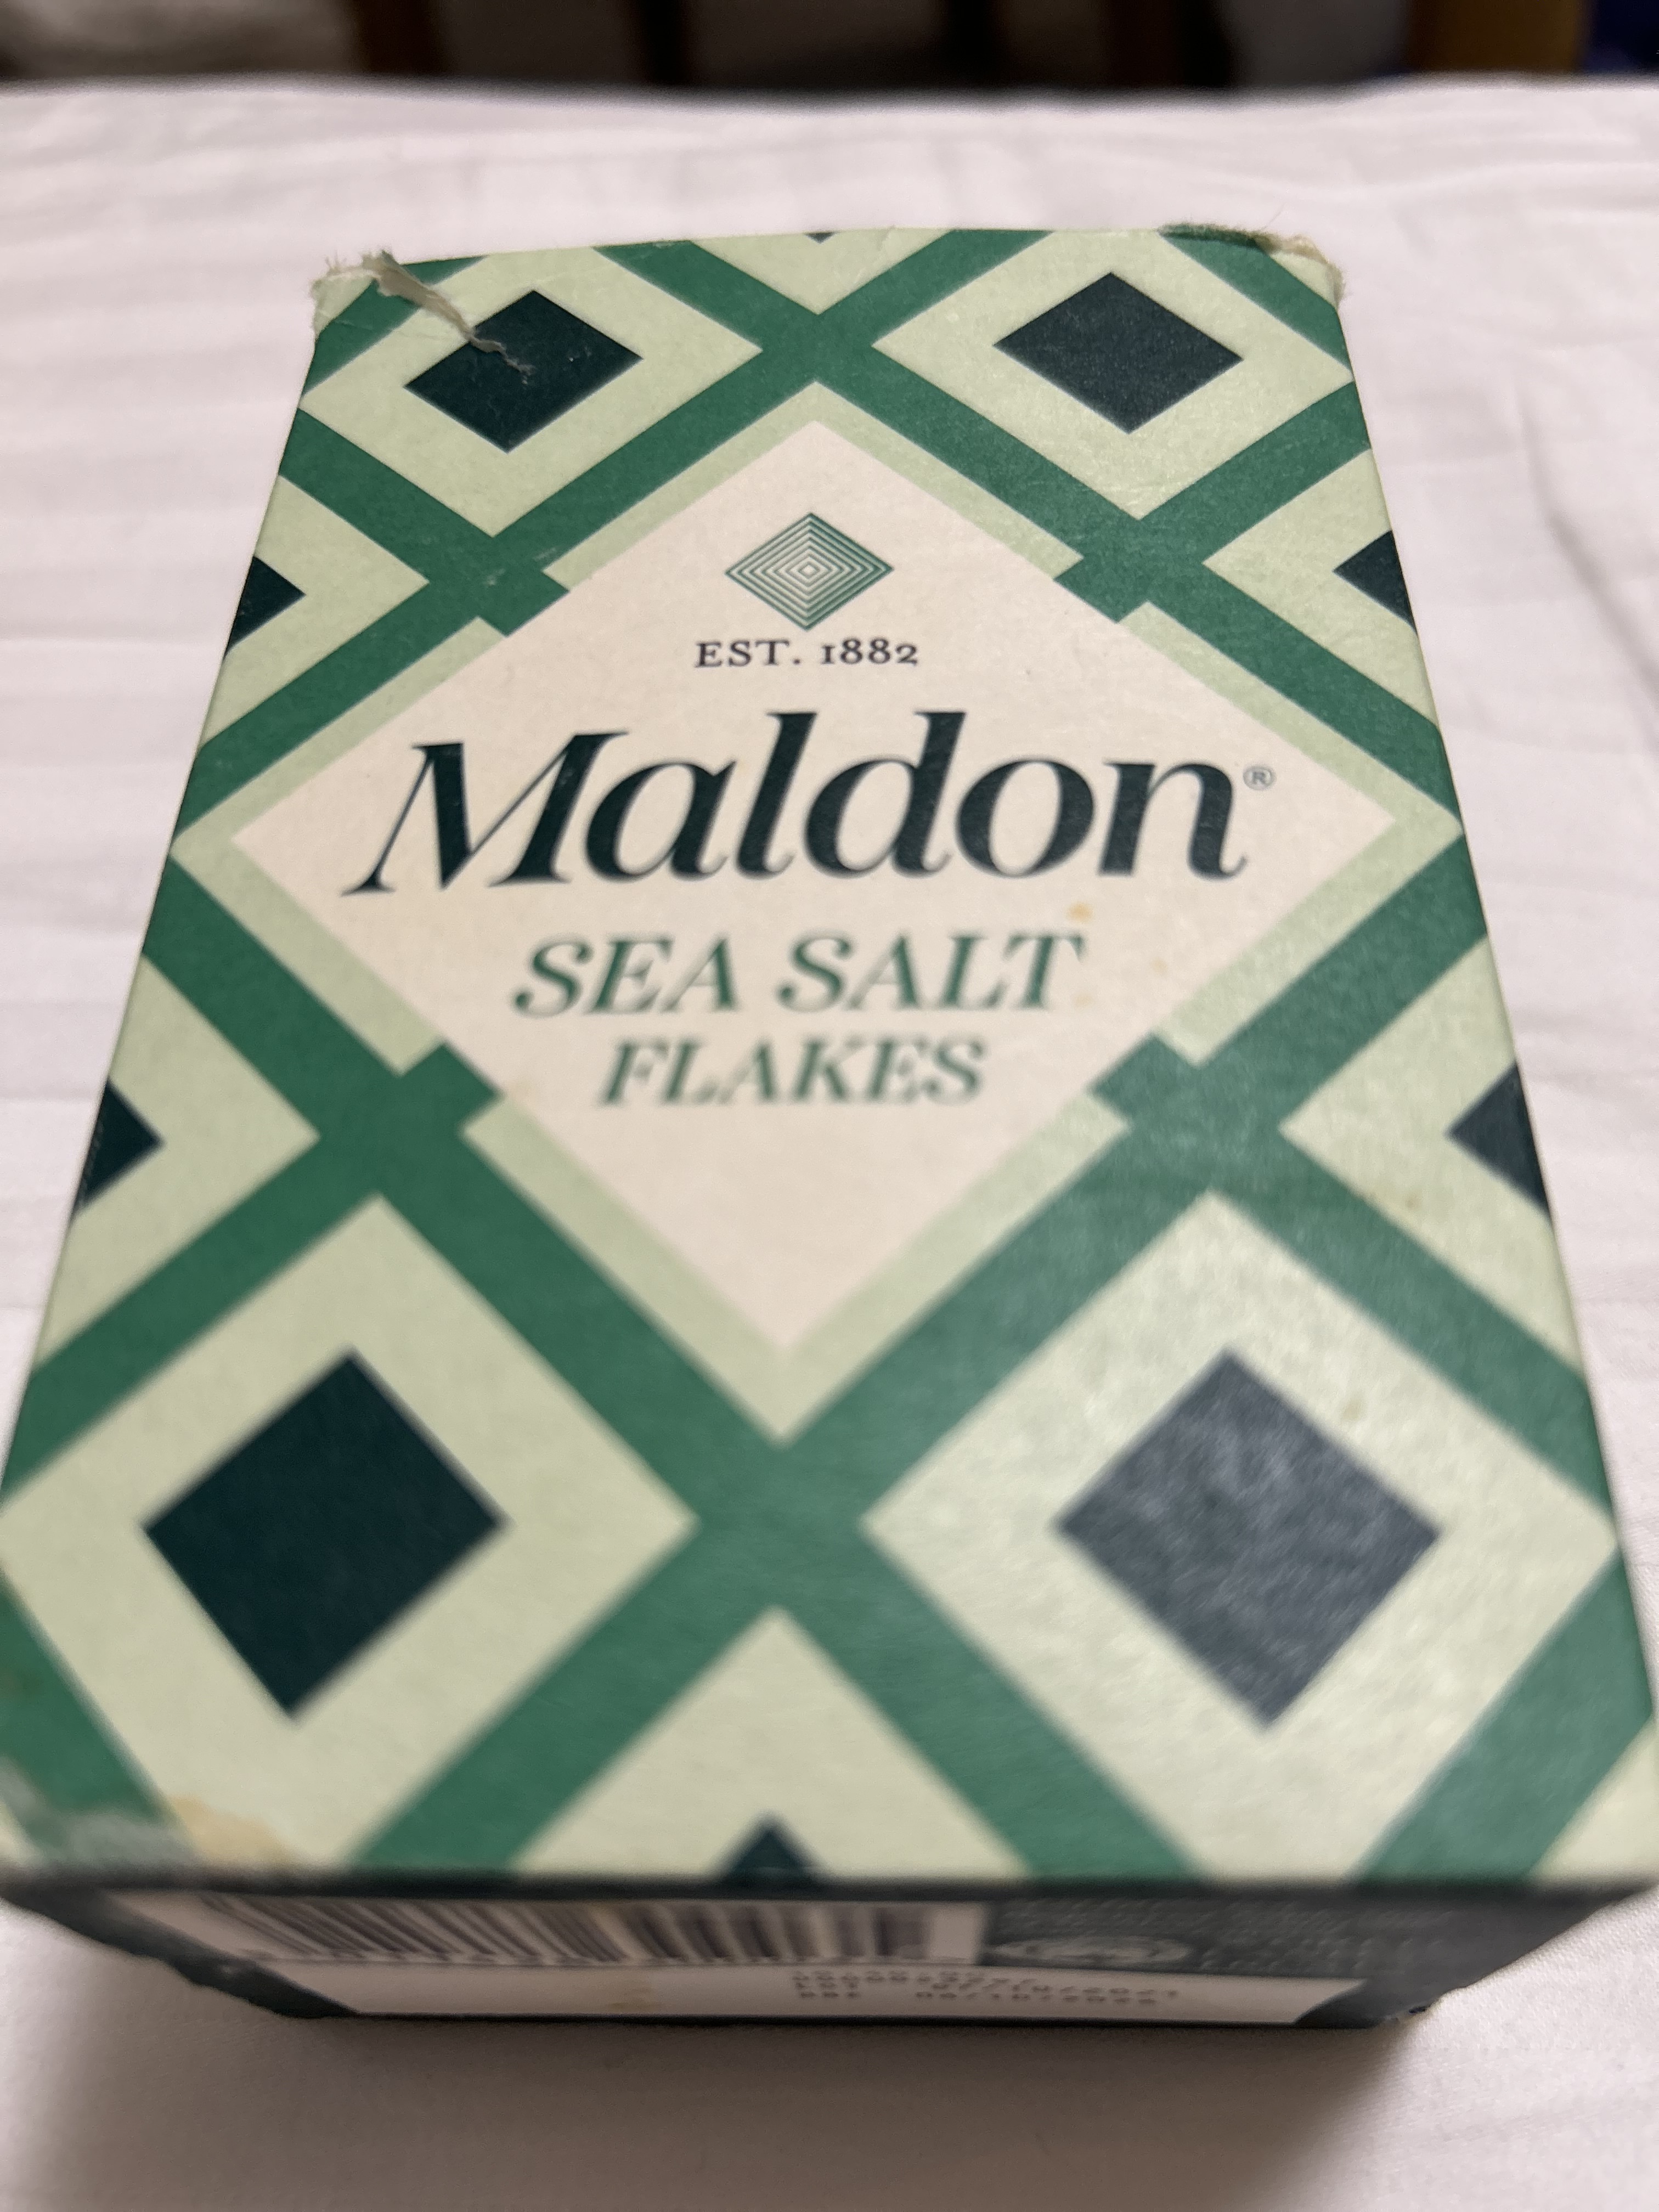 EST. 1882
Maldon®
SEA SALT
FLAKES